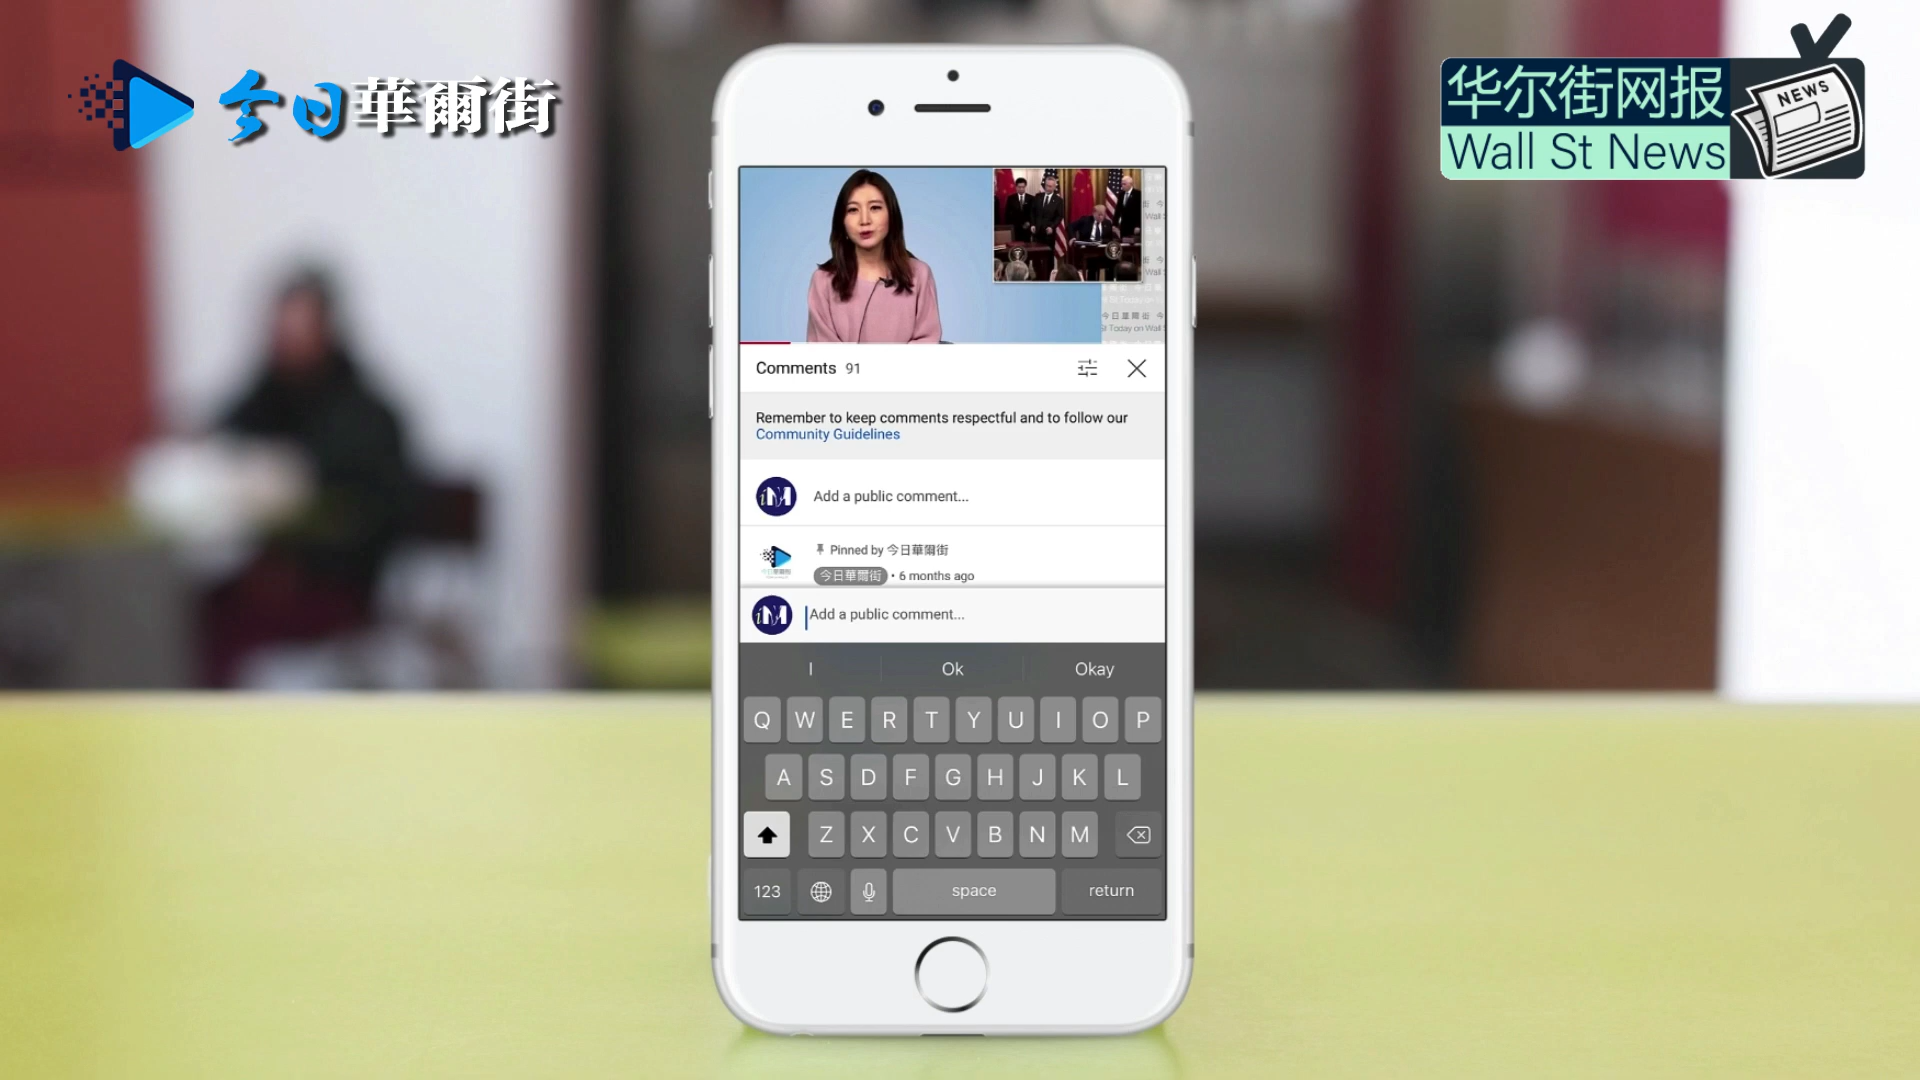 今日華爾街
华尔街网报
Wall St News
NEWS
Comments 91
Remember to keep comments respectful and to follow our
Community Guidelines
Add a public comment...
Pinned by 今日華爾街
今日華爾街 • 6 months ago
Add a public comment...
I Ok Okay
Q W E R T Y U I O P
A S D F G H J K L
Z X C V B N M
123 space return